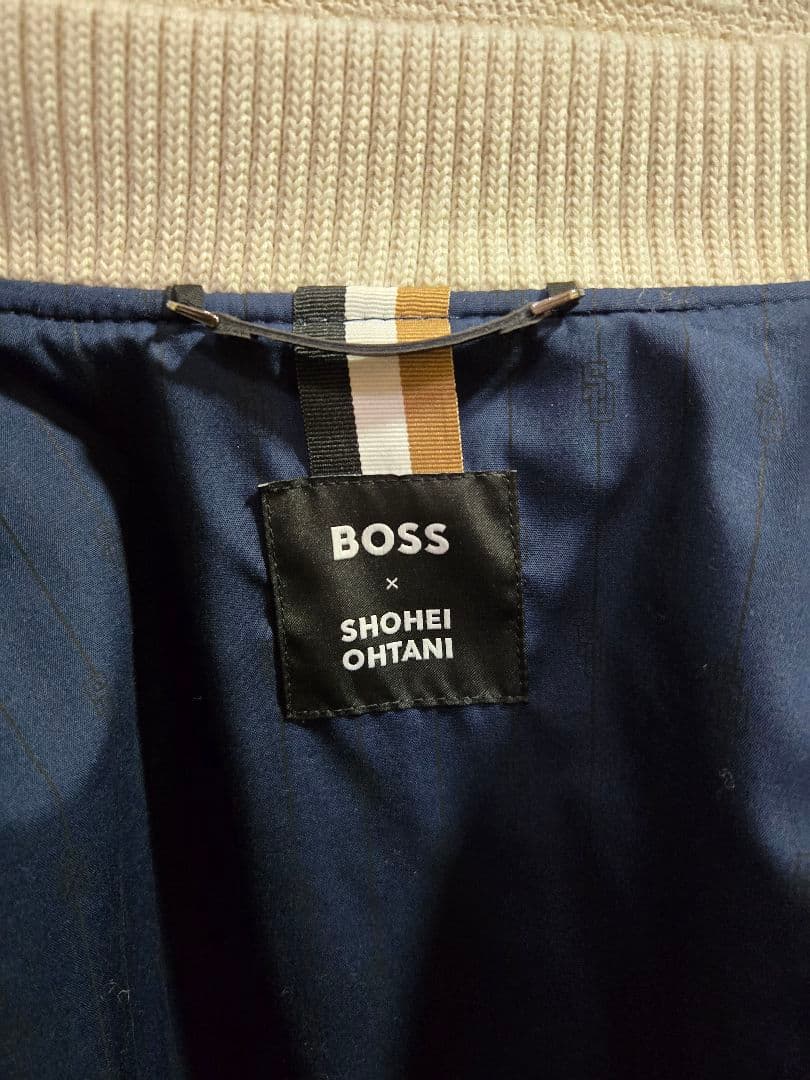 BOSS
×
SHOHEI
OHTANI